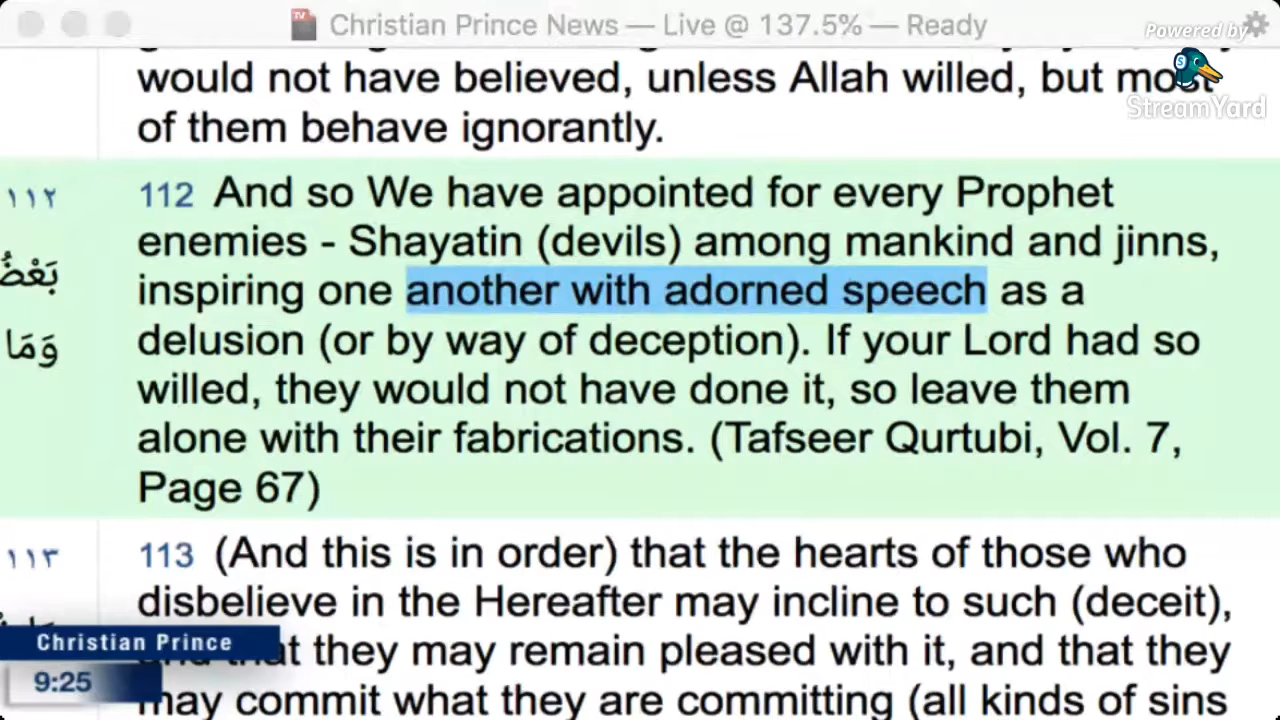 Christian Prince News — Live @ 137.5% — Ready
Powered by
StreamYard
would not have believed, unless Allah willed, but most
of them behave ignorantly.
١١٢
112 And so We have appointed for every Prophet
enemies - Shayatin (devils) among mankind and jinns,
بَعْضُ
inspiring one another with adorned speech as a
وَمَا
delusion (or by way of deception). If your Lord had so
willed, they would not have done it, so leave them
alone with their fabrications. (Tafseer Qurtubi, Vol. 7,
Page 67)
١١٣
113 (And this is in order) that the hearts of those who
disbelieve in the Hereafter may incline to such (deceit),
Christian Prince
and that they may remain pleased with it, and that they
9:25
may commit what they are committing (all kinds of sins